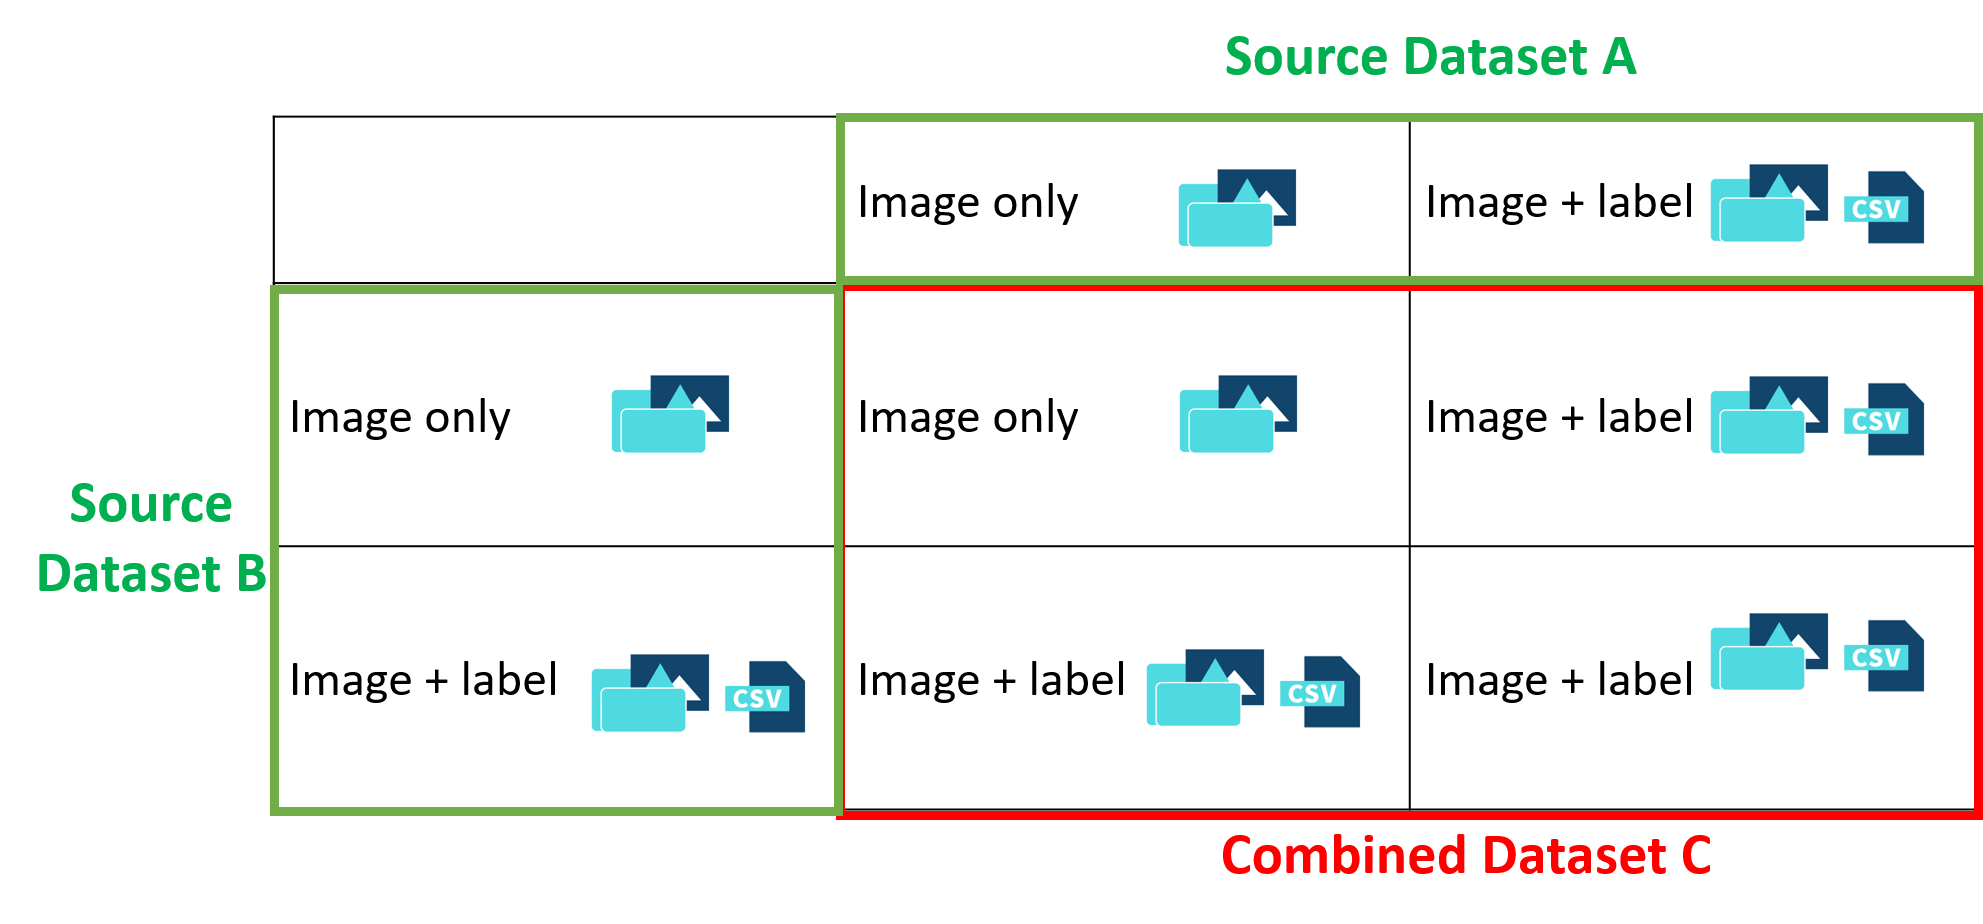 Source Dataset A
Image only
Image + label CSV
Source
Dataset B
Image only
Image only
Image + label CSV
Image + label CSV
Image + label CSV
Image + label CSV
Combined Dataset C